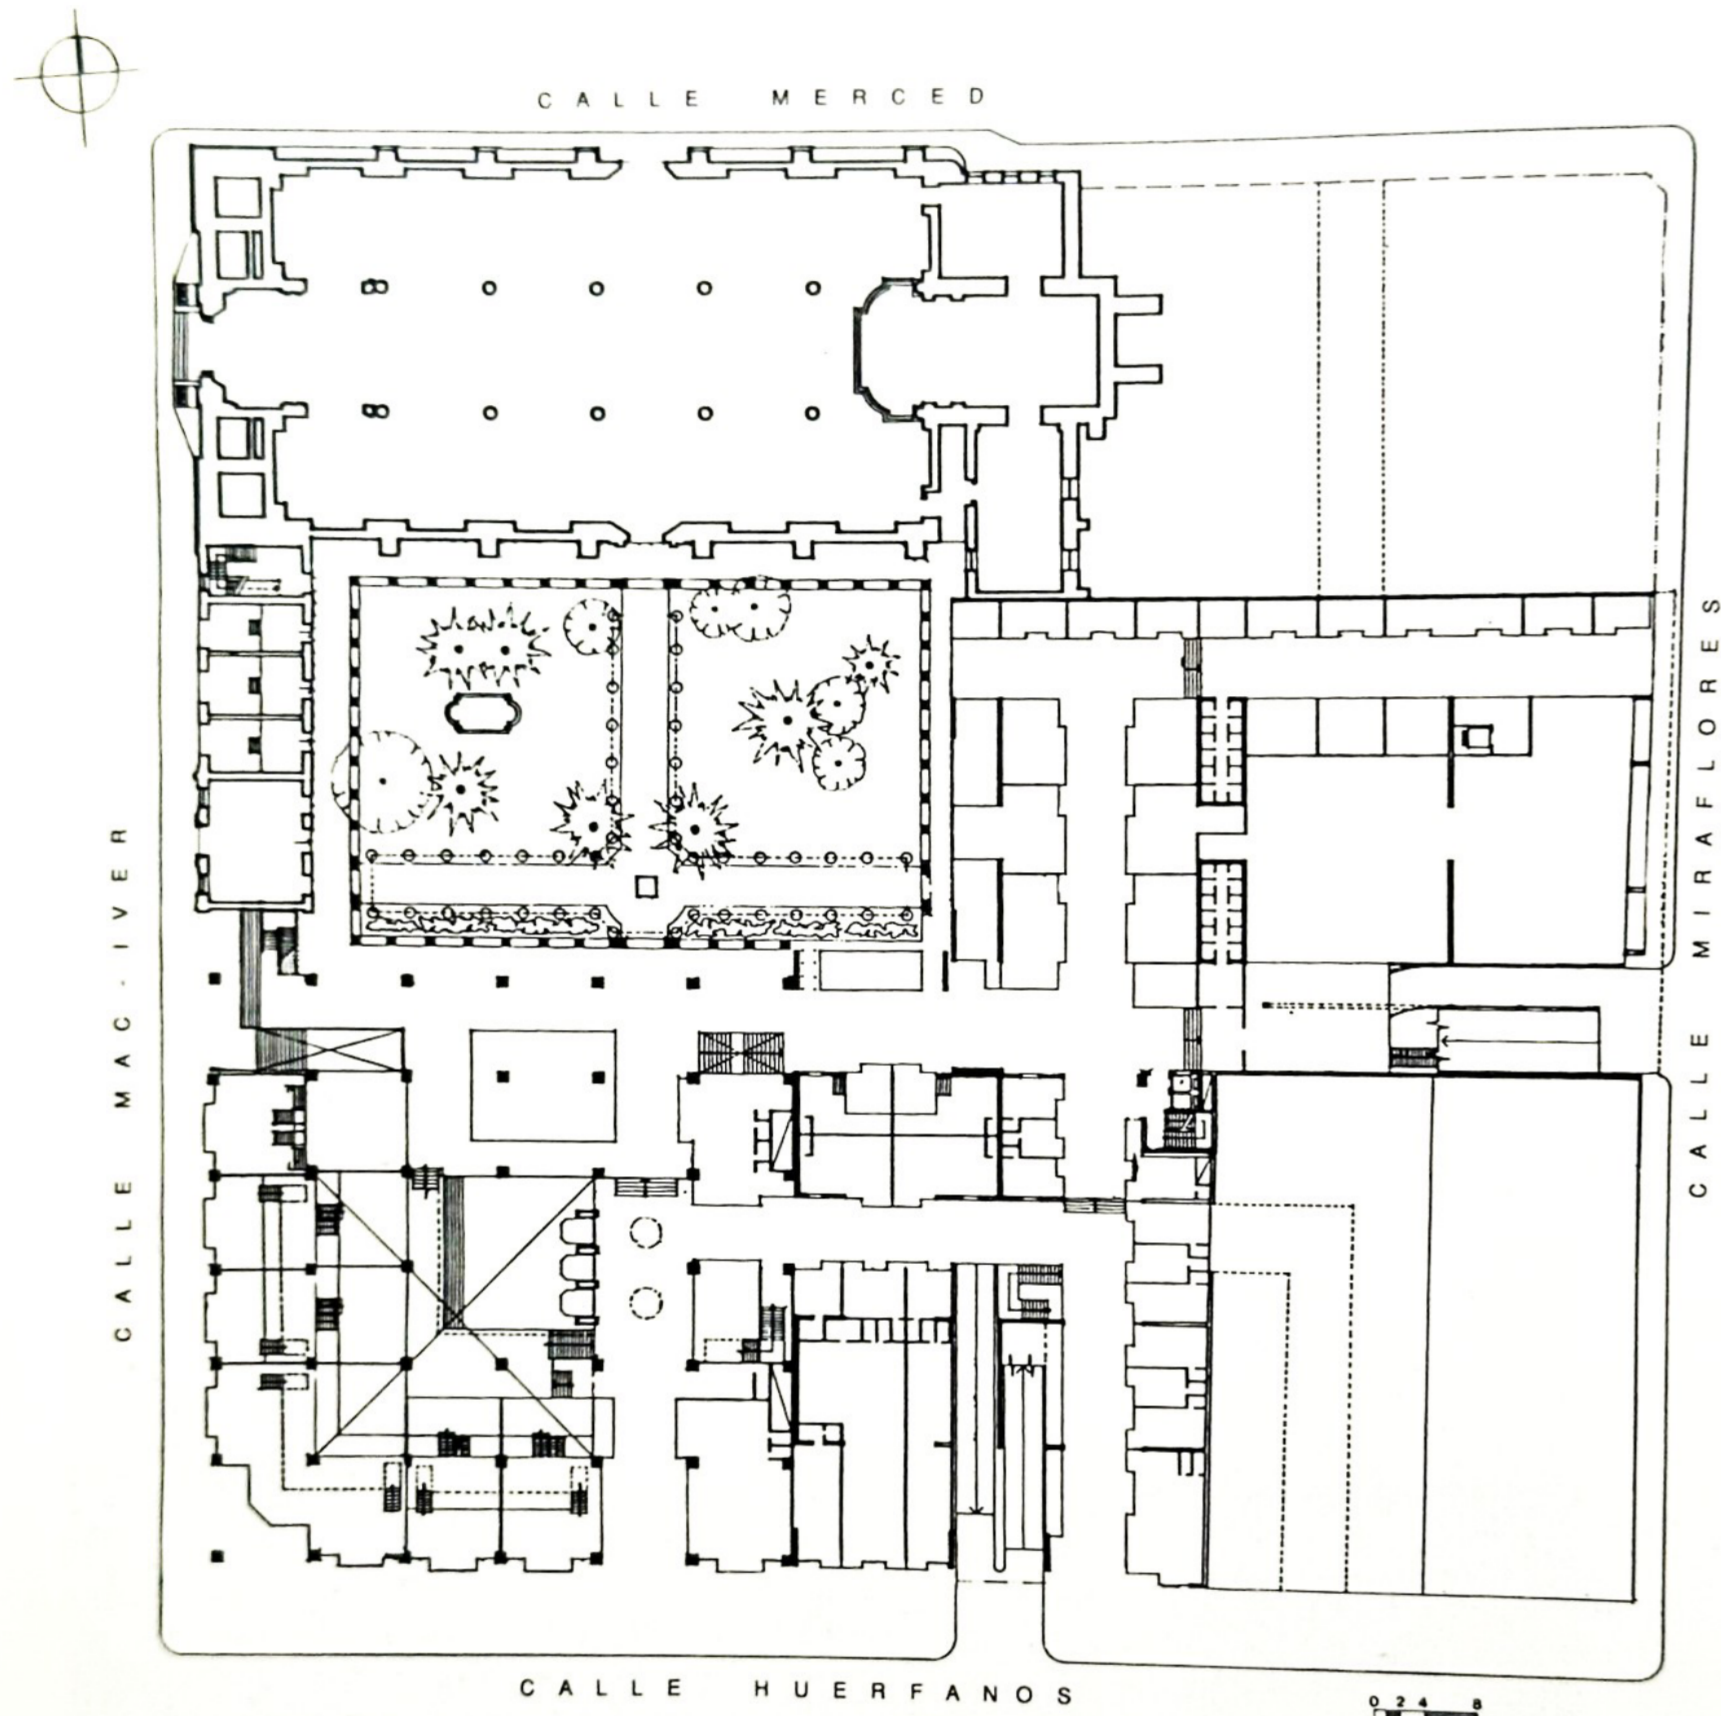 CALLE MERCED
CALLE MAC-IVER
CALLE MIRAFLORES
CALLE HUERFANOS
0 2 4 8